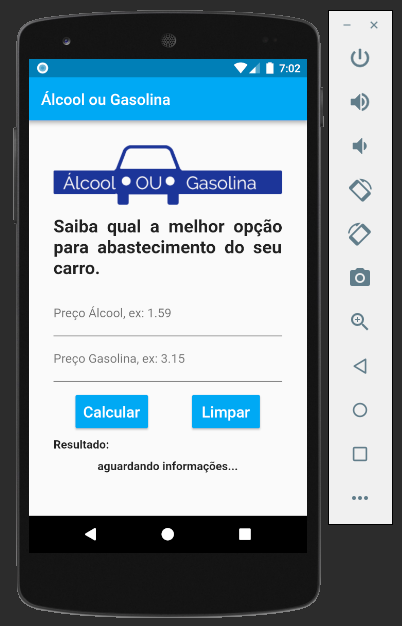 7:02
Álcool ou Gasolina
Álcool OU Gasolina
Saiba qual a melhor opção
para abastecimento do seu
carro.
Preço Álcool, ex: 1.59
Preço Gasolina, ex: 3.15
Calcular Limpar
Resultado:
aguardando informações...